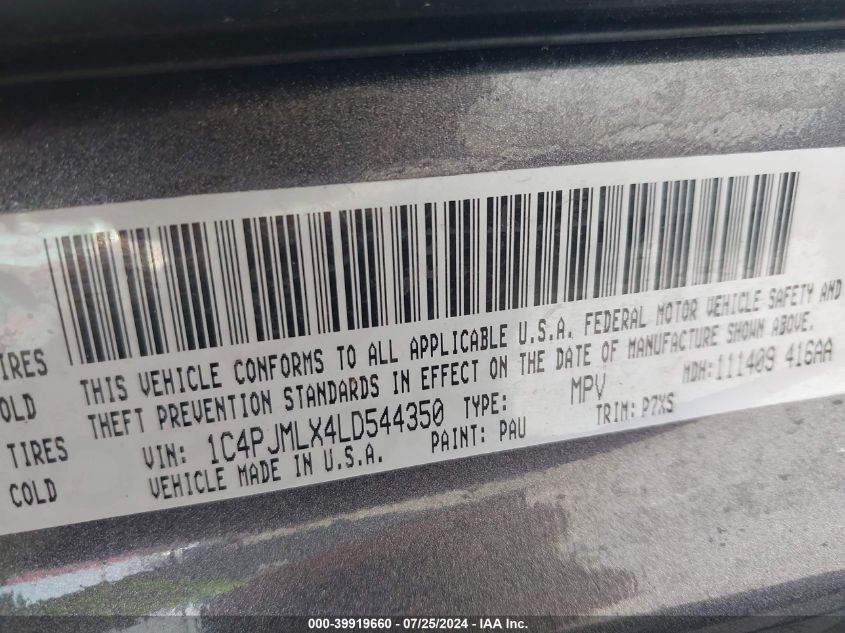 THIS VEHICLE CONFORMS TO ALL APPLICABLE U.S.A. FEDERAL MOTOR VEHICLE SAFETY AND
THEFT PREVENTION STANDARDS IN EFFECT ON THE DATE OF MANUFACTURE SHOWN ABOVE.
VIN: 1C4PJMLX4LD544350 TYPE: MPV MDH: 111409 416AA
VEHICLE MADE IN U.S.A. PAINT: PAU TRIM: P7XS
IRES
OLD
TIRES
COLD
000-39919660 - 07/25/2024 - IAA Inc.